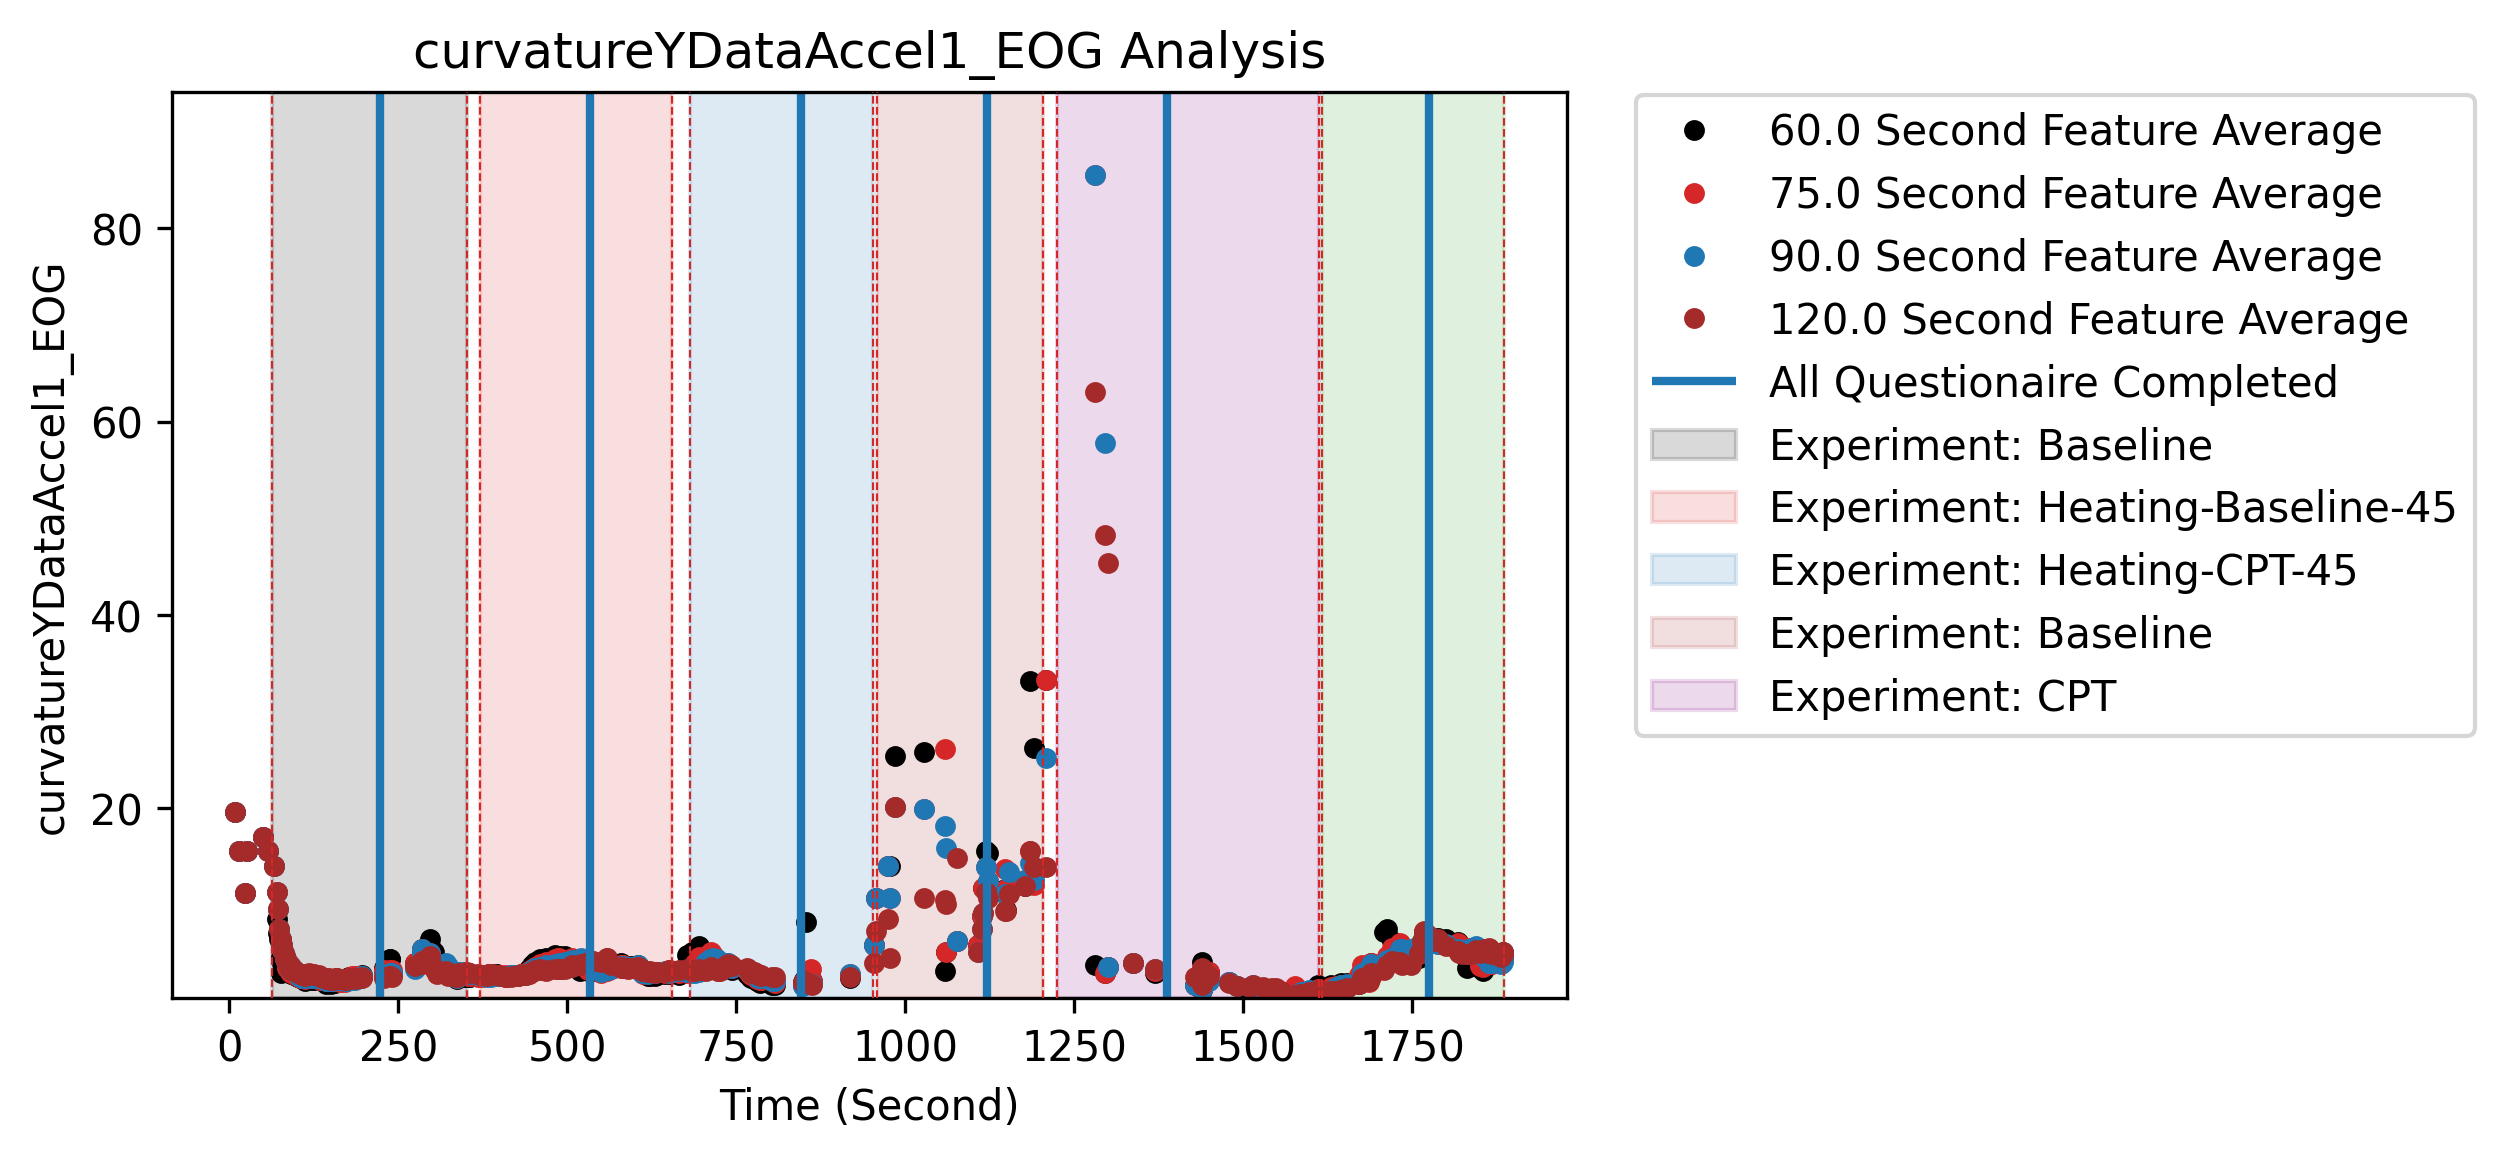 curvatureYDataAccel1_EOG Analysis
curvatureYDataAccel1_EOG
80
60
40
20
0 250 500 750 1000 1250 1500 1750
Time (Second)
60.0 Second Feature Average
75.0 Second Feature Average
90.0 Second Feature Average
120.0 Second Feature Average
All Questionaire Completed
Experiment: Baseline
Experiment: Heating-Baseline-45
Experiment: Heating-CPT-45
Experiment: Baseline
Experiment: CPT